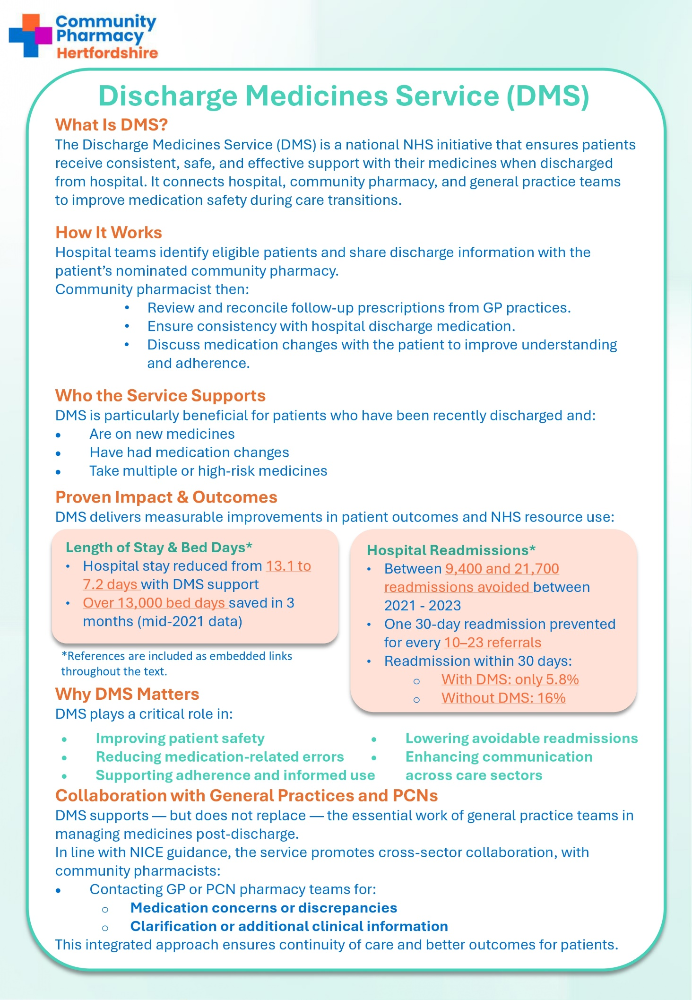 Community
Pharmacy
Hertfordshire
Discharge Medicines Service (DMS)
What Is DMS?
The Discharge Medicines Service (DMS) is a national NHS initiative that ensures patients
receive consistent, safe, and effective support with their medicines when discharged
from hospital. It connects hospital, community pharmacy, and general practice teams
to improve medication safety during care transitions.
How It Works
Hospital teams identify eligible patients and share discharge information with the
patient’s nominated community pharmacy.
Community pharmacist then:
• Review and reconcile follow-up prescriptions from GP practices.
• Ensure consistency with hospital discharge medication.
• Discuss medication changes with the patient to improve understanding
and adherence.
Who the Service Supports
DMS is particularly beneficial for patients who have been recently discharged and:
• Are on new medicines
• Have had medication changes
• Take multiple or high-risk medicines
Proven Impact & Outcomes
DMS delivers measurable improvements in patient outcomes and NHS resource use:
Length of Stay & Bed Days*
• Hospital stay reduced from 13.1 to
7.2 days with DMS support
• Over 13,000 bed days saved in 3
months (mid-2021 data)
*References are included as embedded links
throughout the text.
Hospital Readmissions*
• Between 9,400 and 21,700
readmissions avoided between
2021 - 2023
• One 30-day readmission prevented
for every 10–23 referrals
• Readmission within 30 days:
o With DMS: only 5.8%
o Without DMS: 16%
Why DMS Matters
DMS plays a critical role in:
• Improving patient safety
• Reducing medication-related errors
• Supporting adherence and informed use
• Lowering avoidable readmissions
• Enhancing communication
across care sectors
Collaboration with General Practices and PCNs
DMS supports — but does not replace — the essential work of general practice teams in
managing medicines post-discharge.
In line with NICE guidance, the service promotes cross-sector collaboration, with
community pharmacists:
• Contacting GP or PCN pharmacy teams for:
o Medication concerns or discrepancies
o Clarification or additional clinical information
This integrated approach ensures continuity of care and better outcomes for patients.